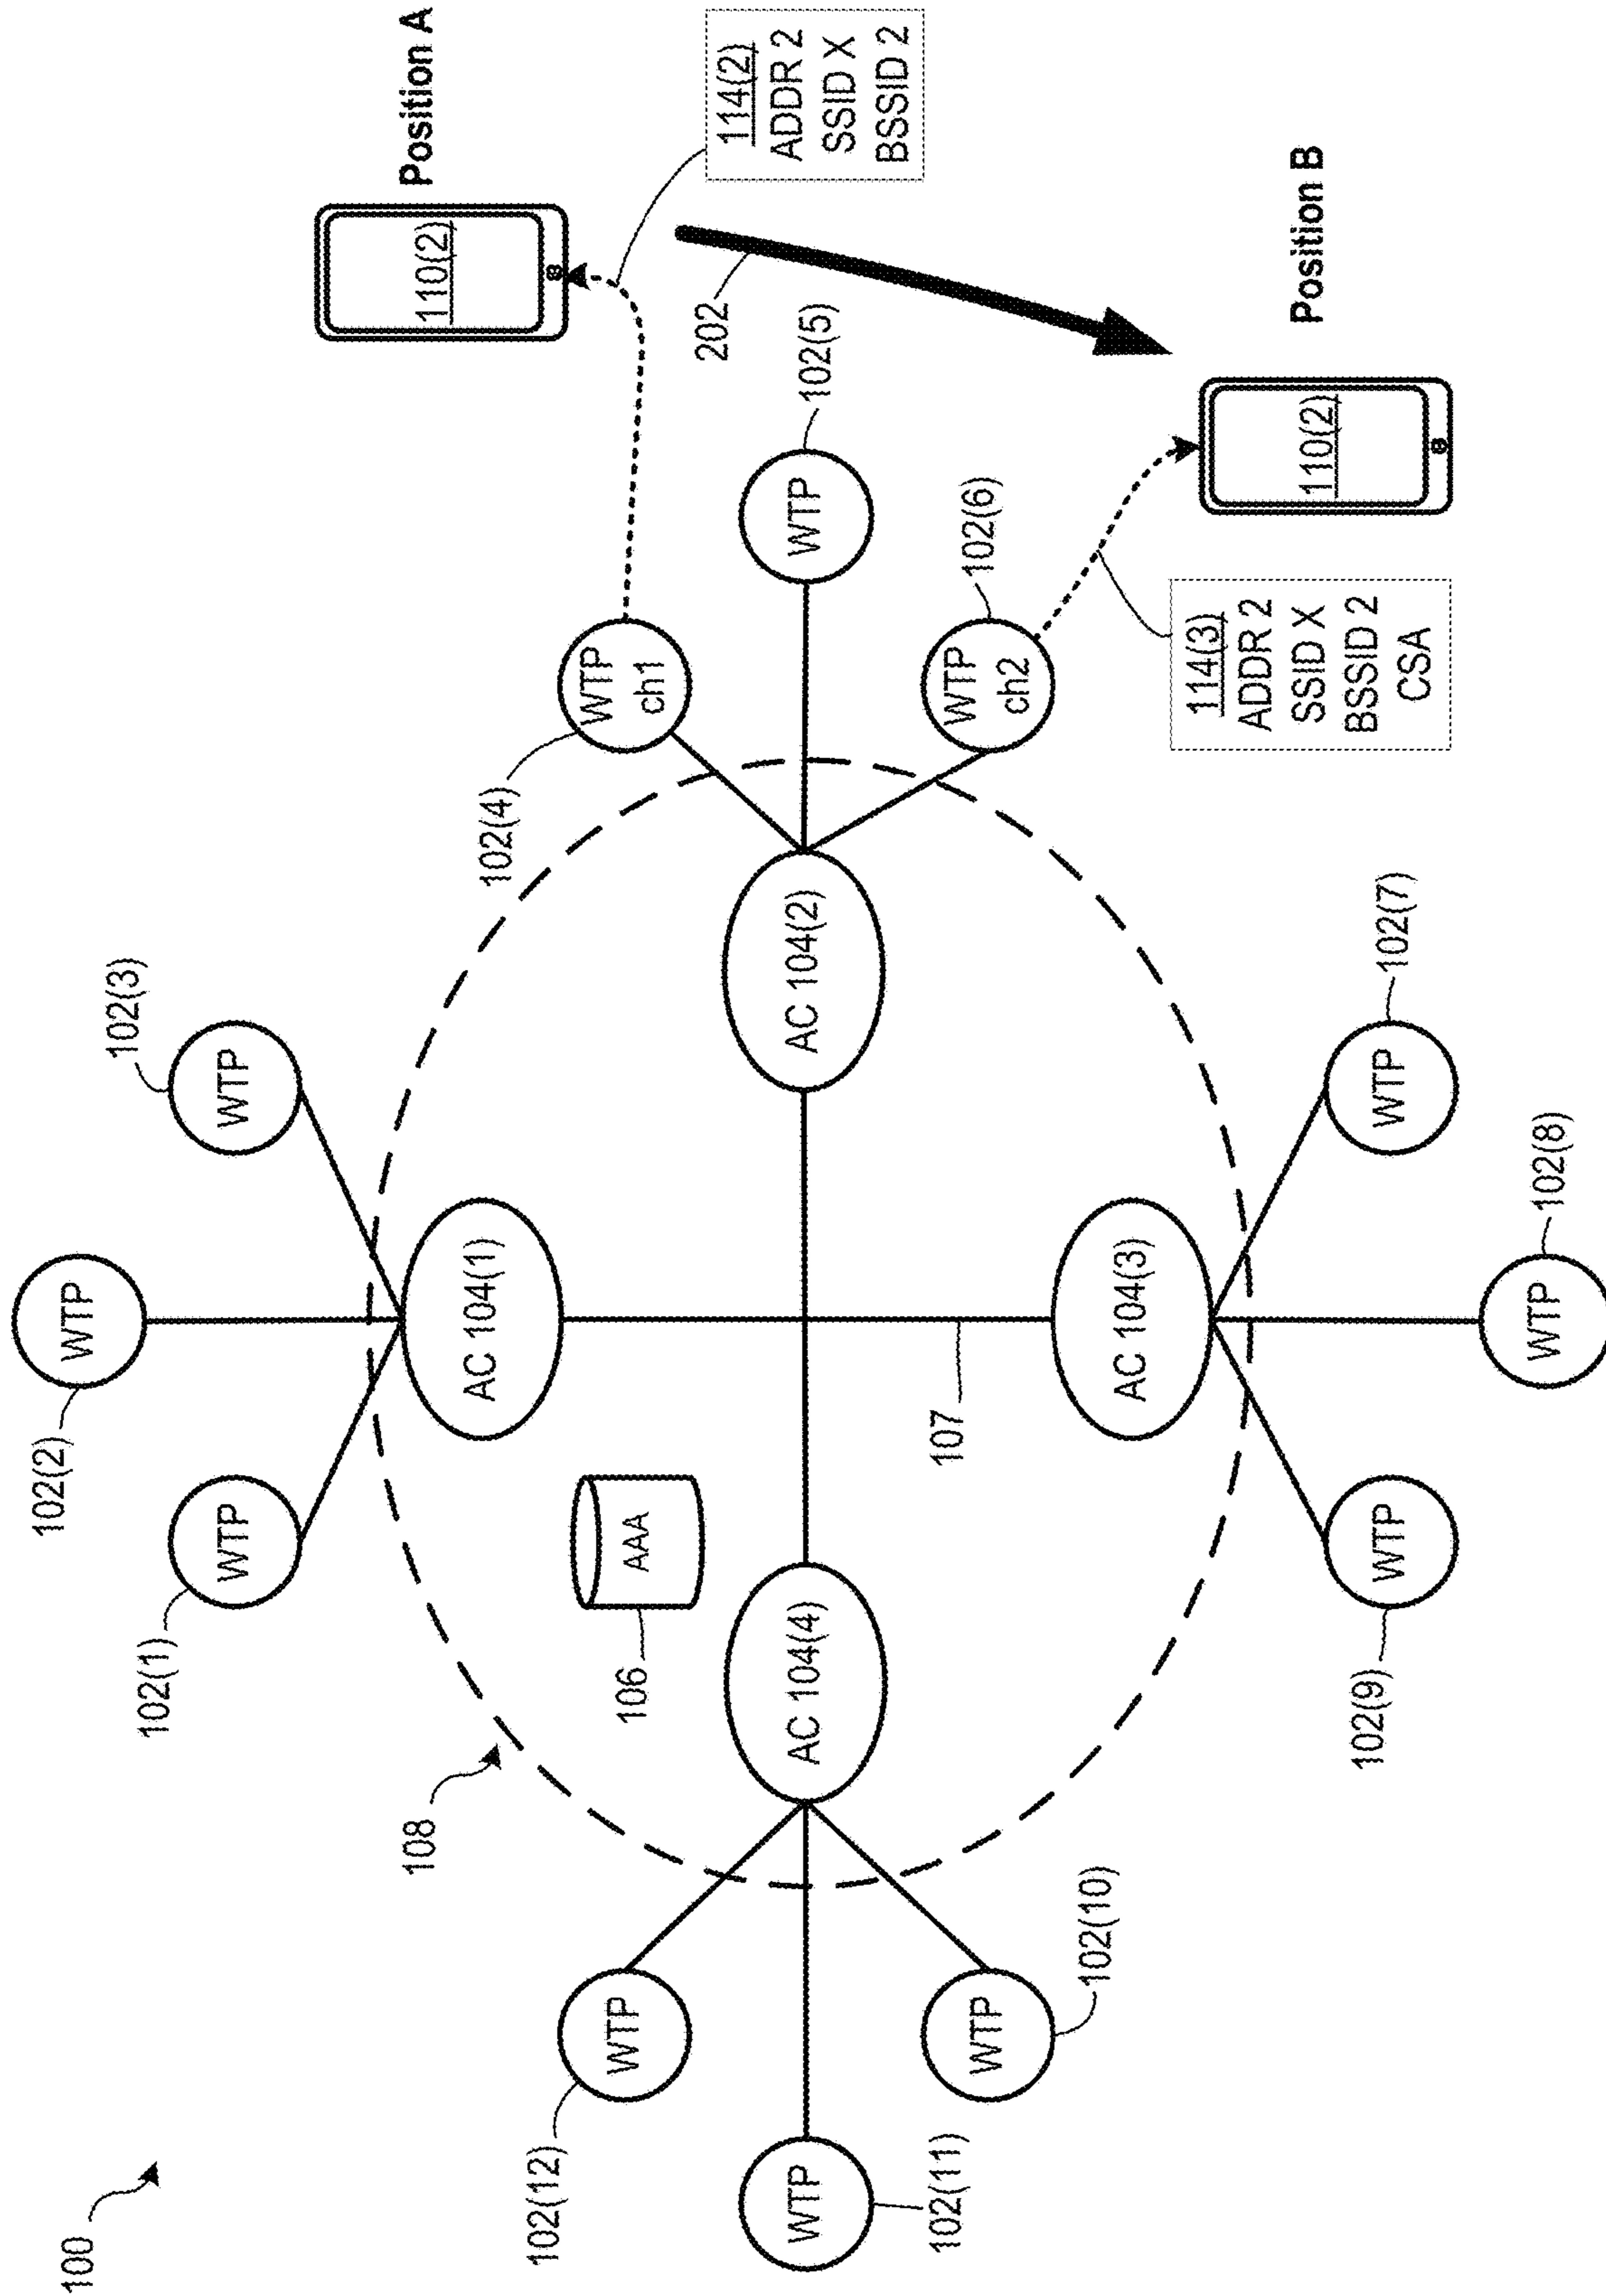 100
102(1)
WTP
102(2)
WTP
102(3)
WTP
108
AC 104(1)
106
AAA
102(12)
WTP
102(11)
WTP
102(10)
WTP
AC 104(4)
107
AC 104(2)
102(4)
WTP
ch1
WTP
102(5)
WTP
ch2
102(6)
AC 104(3)
102(9)
WTP
WTP
102(8)
WTP
102(7)
110(2)
Position A
114(2)
ADDR 2
SSID X
BSSID 2
202
110(2)
Position B
114(3)
ADDR 2
SSID X
BSSID 2
CSA